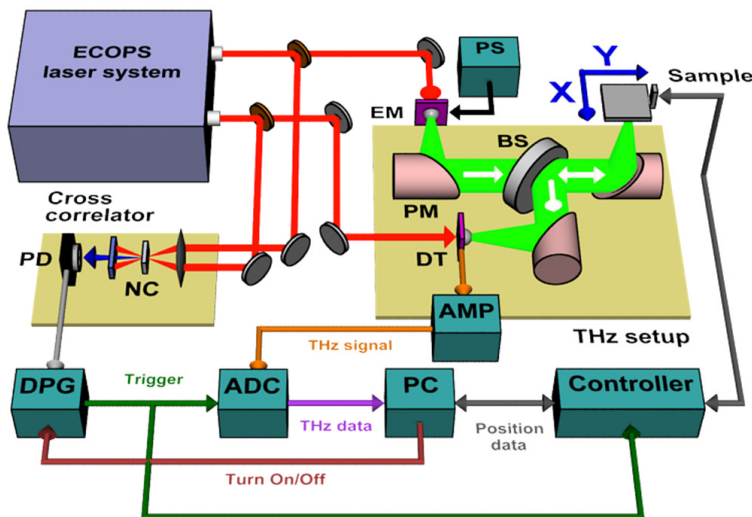 ECOPS
laser system
PS
Y
X
Sample
EM
BS
PM
Cross
correlator
PD
NC
DT
AMP
THz setup
THz signal
DPG
Trigger
ADC
PC
Controller
THz data
Position
data
Turn On/Off